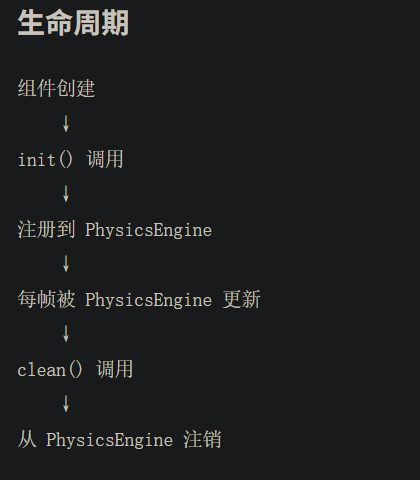 生命周期
组件创建
↓
init() 调用
↓
注册到 PhysicsEngine
↓
每帧被 PhysicsEngine 更新
↓
clean() 调用
↓
从 PhysicsEngine 注销